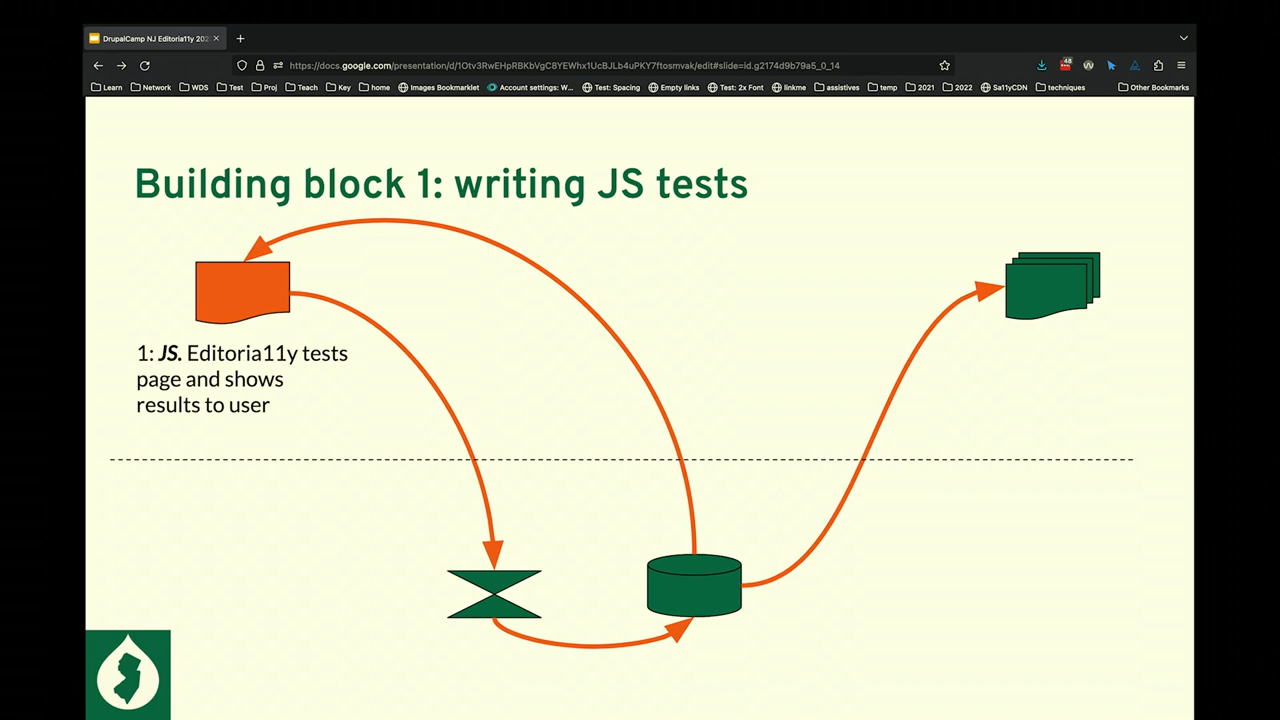 DrupalCamp NJ Editoria11y 202
https://docs.google.com/presentation/d/1Otv3RwEHpRBKbVgC8YEWhx1UcBJLb4uPKY7ftosmvak/edit#slide=id.g2174d9b79a5_0_14
48
Learn Network WDS Test Proj Teach Key home Images Bookmarklet Account settings: W... Test: Spacing Empty links Test: 2x Font linkme assistives temp 2021 2022 Sa11yCDN techniques Other Bookmarks
Building block 1: writing JS tests
1: JS. Editoria11y tests
page and shows
results to user